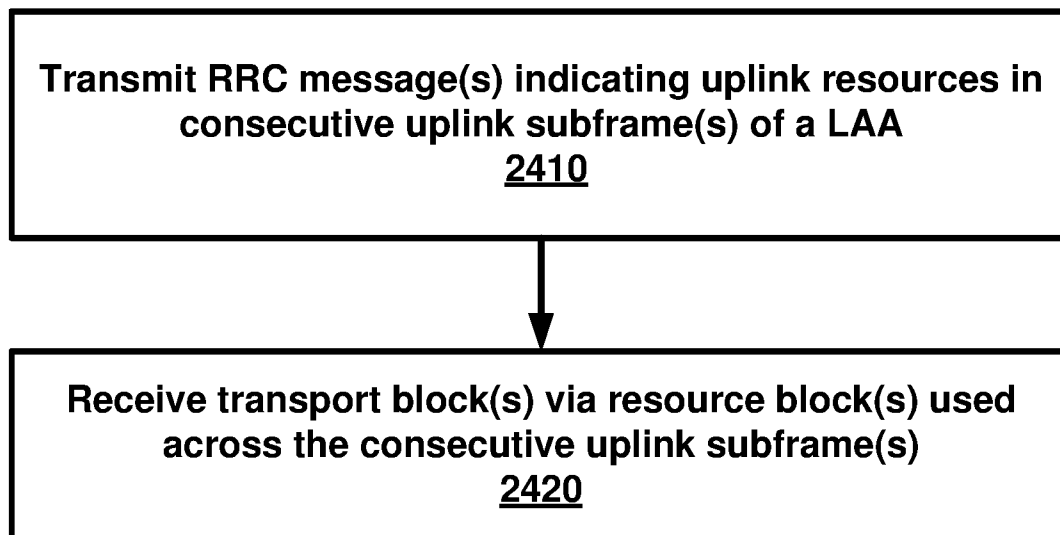 Transmit RRC message(s) indicating uplink resources in
consecutive uplink subframe(s) of a LAA
2410
Receive transport block(s) via resource block(s) used
across the consecutive uplink subframe(s)
2420